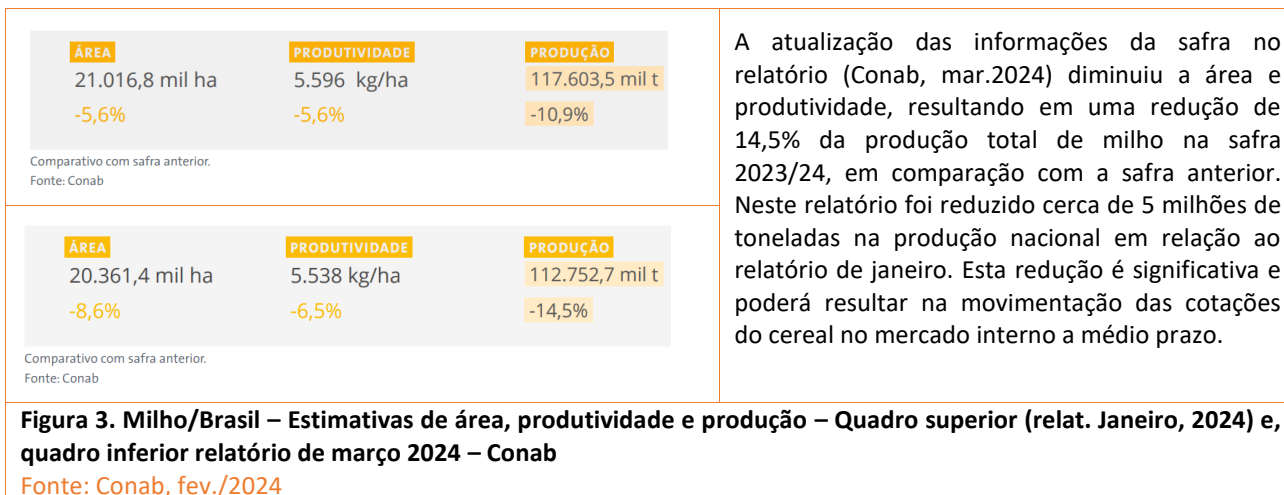 ÁREA PRODUTIVIDADE PRODUÇÃO
21.016,8 mil ha 5.596 kg/ha 117.603,5 mil t
-5,6% -5,6% -10,9%
Comparativo com safra anterior.
Fonte: Conab
ÁREA PRODUTIVIDADE PRODUÇÃO
20.361,4 mil ha 5.538 kg/ha 112.752,7 mil t
-8,6% -6,5% -14,5%
Comparativo com safra anterior.
Fonte: Conab
A atualização das informações da safra no
relatório (Conab, mar.2024) diminuiu a área e
produtividade, resultando em uma redução de
14,5% da produção total de milho na safra
2023/24, em comparação com a safra anterior.
Neste relatório foi reduzido cerca de 5 milhões de
toneladas na produção nacional em relação ao
relatório de janeiro. Esta redução é significativa e
poderá resultar na movimentação das cotações
do cereal no mercado interno a médio prazo.
Figura 3. Milho/Brasil – Estimativas de área, produtividade e produção – Quadro superior (relat. Janeiro, 2024) e,
quadro inferior relatório de março 2024 – Conab
Fonte: Conab, fev./2024